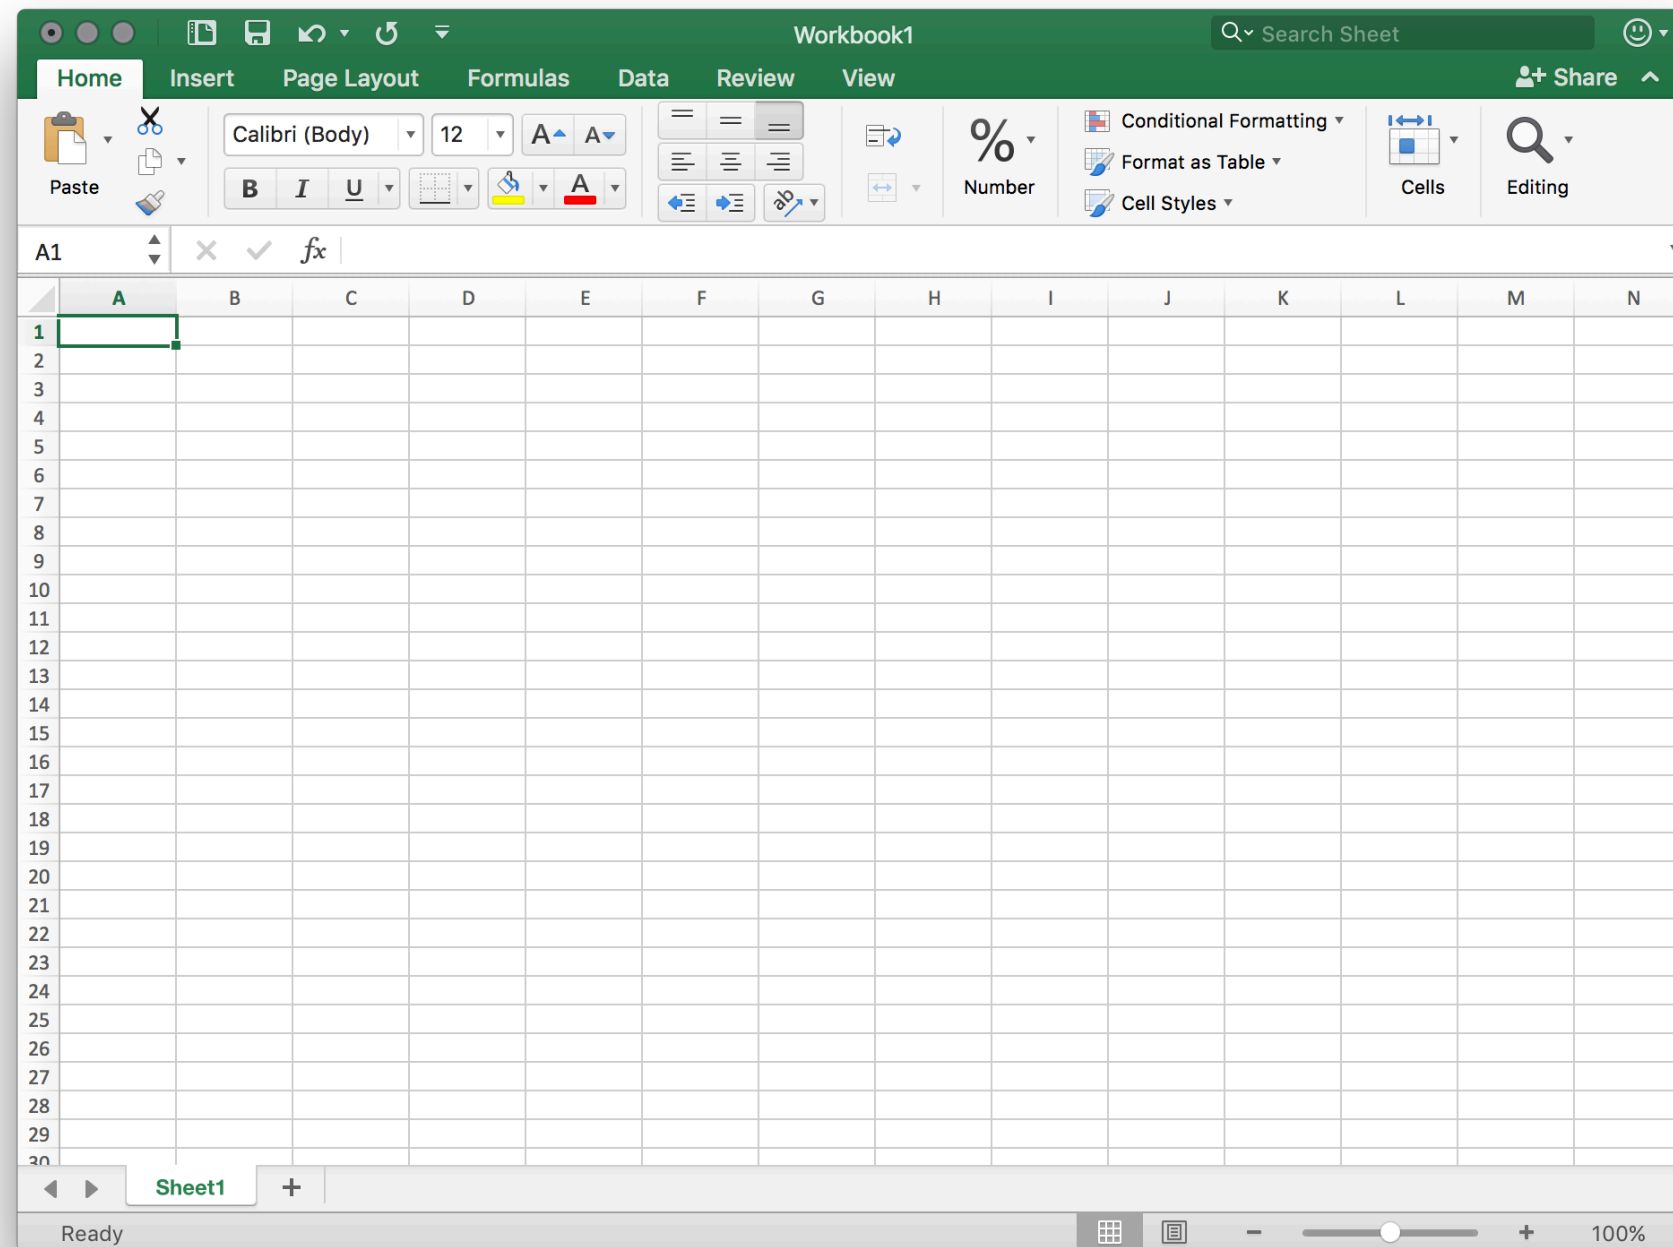 Workbook1
Search Sheet
Home Insert Page Layout Formulas Data Review View Share
Paste
Calibri (Body) 12 A A
B I U A
ab
% Number
Conditional Formatting
Format as Table
Cell Styles
Cells
Editing
A1 fx
A B C D E F G H I J K L M N
1
2
3
4
5
6
7
8
9
10
11
12
13
14
15
16
17
18
19
20
21
22
23
24
25
26
27
28
29
30
Sheet1 +
Ready 100%